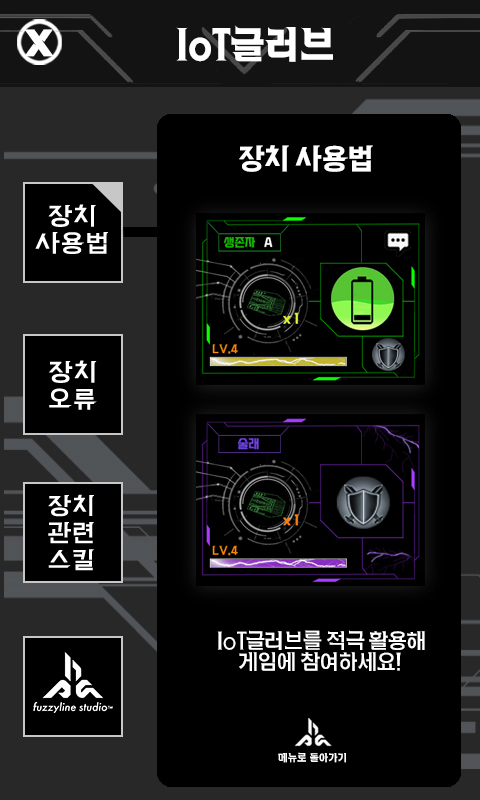 X
IoT글러브
장치
사용법
장치
오류
장치
관련
스킬
fuzzyline studio™
장치 사용법
생존자 A
x1
LV.4
술래
x1
LV.4
IoT글러브를 적극 활용해
게임에 참여하세요!
메뉴로 돌아가기